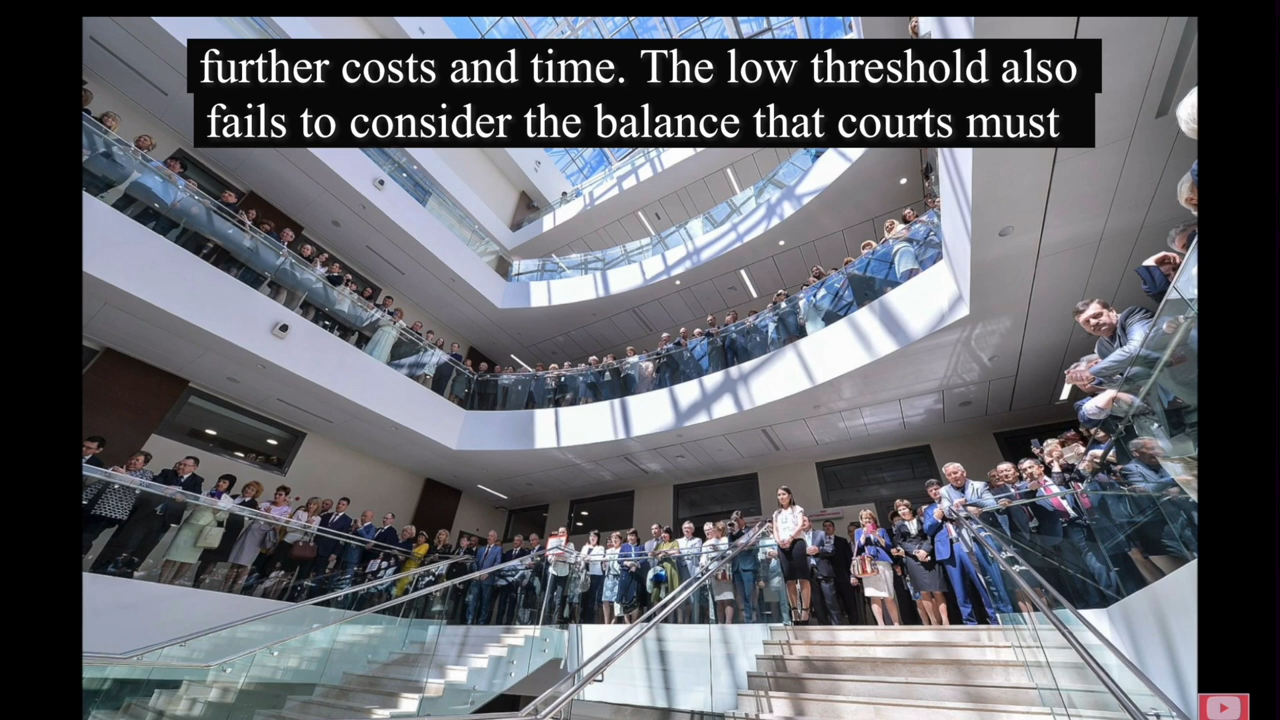 further costs and time. The low threshold also
fails to consider the balance that courts must